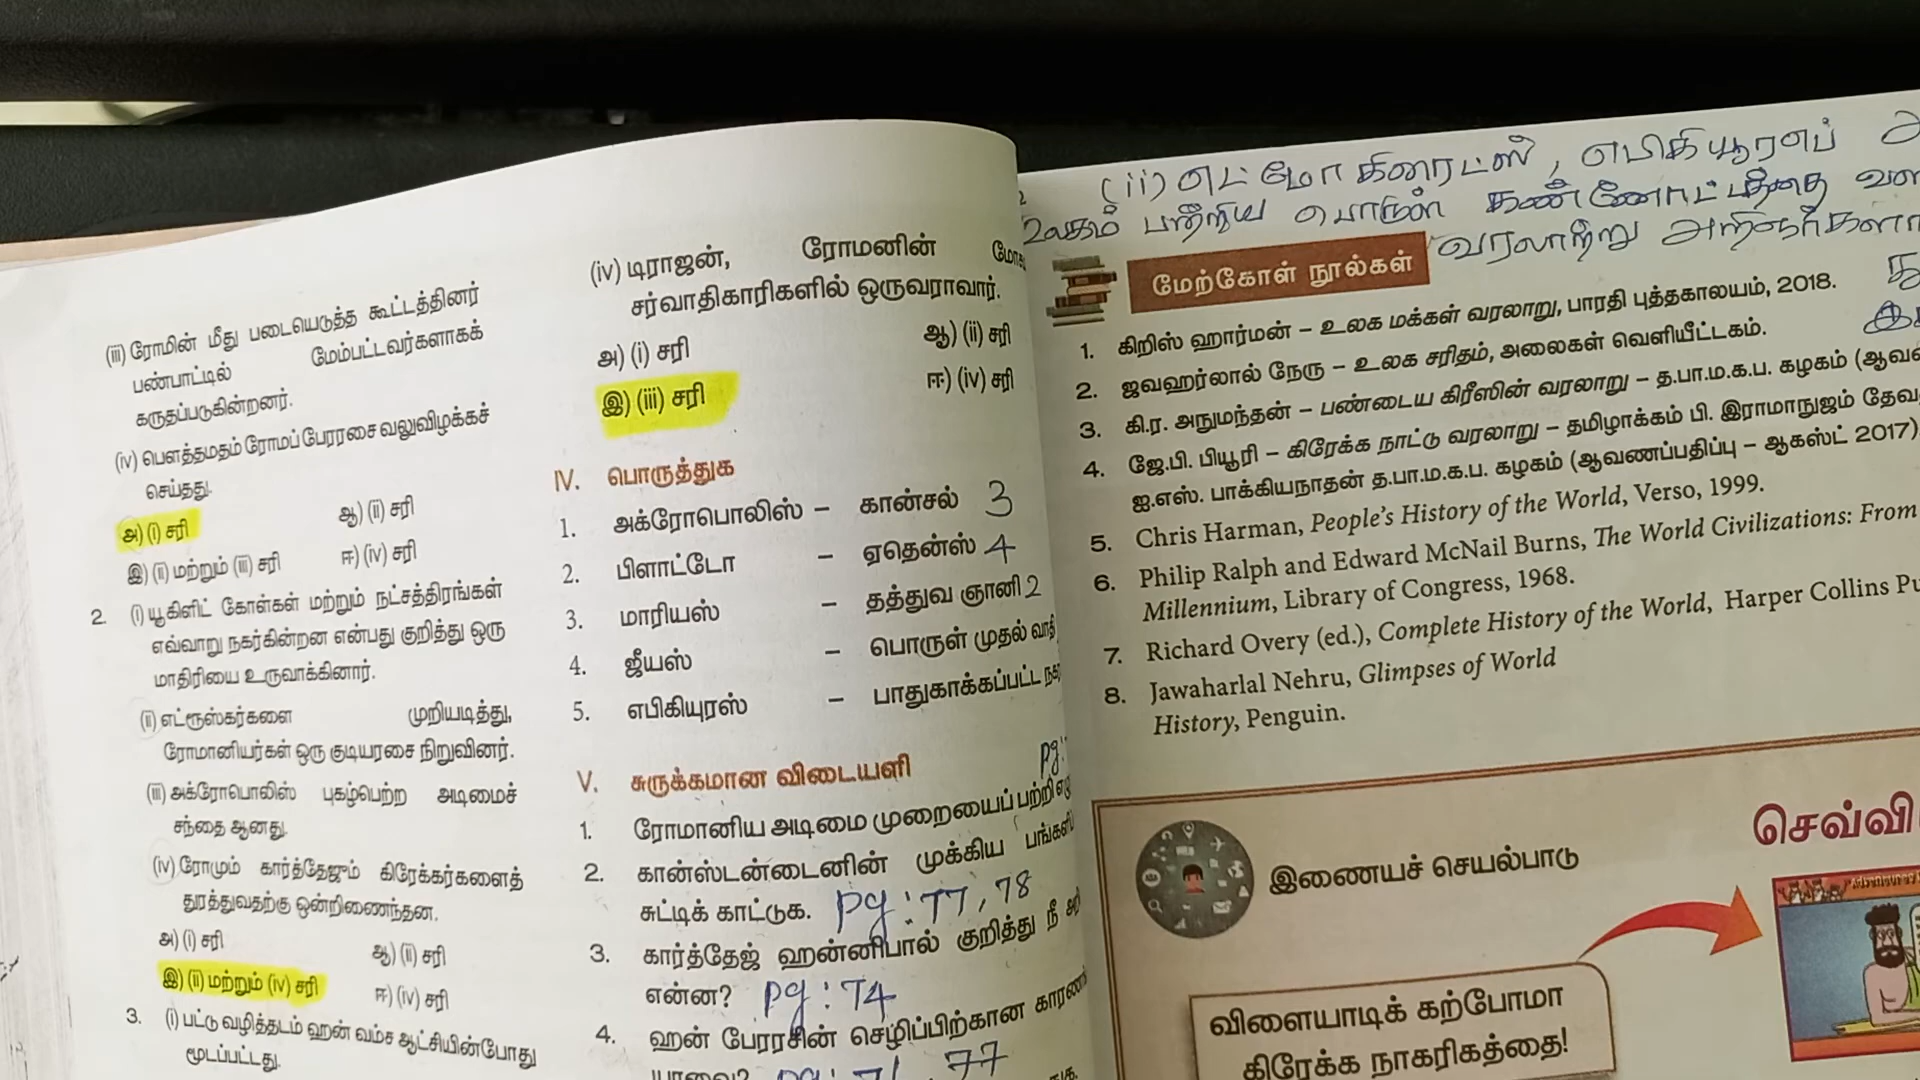 (iii) ரோமின் மீது படையெடுத்த கூட்டத்தினர்
பண்பாட்டில் மேம்பட்டவர்களாகக்
கருதப்படுகின்றனர்.
(iv) பௌத்தமதம் ரோமப் பேரரசை வலுவிழக்கச்
செய்தது.
அ) (i) சரி ஆ) (ii) சரி
இ) (ii) மற்றும் (iii) சரி ஈ) (iv) சரி
2. (i) யூகிளிட் கோள்கள் மற்றும் நட்சத்திரங்கள்
எவ்வாறு நகர்கின்றன என்பது குறித்து ஒரு
மாதிரியை உருவாக்கினார்.
(ii) எட்ரூஸ்கர்களை முறியடித்து,
ரோமானியர்கள் ஒரு குடியரசை நிறுவினர்.
(iii) அக்ரோபொலிஸ் புகழ்பெற்ற அடிமைச்
சந்தை ஆனது.
(iv) ரோமும் கார்த்தேஜும் கிரேக்கர்களைத்
துரத்துவதற்கு ஒன்றிணைந்தன.
அ) (i) சரி ஆ) (ii) சரி
இ) (ii) மற்றும் (iv) சரி ஈ) (iv) சரி
3. (i) பட்டு வழித்தடம் ஹன் வம்ச ஆட்சியின்போது
மூடப்பட்டது.
(iv) டிராஜன், ரோமனின்
சர்வாதிகாரிகளில் ஒருவராவார்.
அ) (i) சரி ஆ) (ii) சரி
இ) (iii) சரி ஈ) (iv) சரி
IV. பொருத்துக
1. அக்ரோபொலிஸ் – கான்சல் 3
2. பிளாட்டோ – ஏதென்ஸ் 4
3. மாரியஸ் – தத்துவ ஞானி 2
4. ஜீயஸ் – பொருள் முதல் வாதி
5. எபிகியுரஸ் – பாதுகாக்கப்பட்ட
pg:
V. சுருக்கமான விடையளி
1. ரோமானிய அடிமை முறையைப் பற்றி
2. கான்ஸ்டன்டைனின் முக்கிய
சுட்டிக் காட்டுக. pg : 77, 78
3. கார்த்தேஜ் ஹன்னிபால் குறித்து நீ
என்ன? pg : 74
4. ஹன் பேரரசின் செழிப்பிற்கான
யாவை? 77
(ii) எட் மோகிரைட்ஸ்,
உலகம் பற்றிய பொருள் கண்ணோட்டத்தை
வரலாற்று
மேற்கோள் நூல்கள்
1. கிறிஸ் ஹார்மன் – உலக மக்கள் வரலாறு, பாரதி புத்தகாலயம், 2018.
2. ஜவஹர்லால் நேரு – உலக சரிதம், அலைகள் வெளியீட்டகம்.
3. கி.ர. அநுமந்தன் – பண்டைய கிரீஸின் வரலாறு – த.பா.ம.க.ப. கழகம்
4. ஜே.பி. பியூரி – கிரேக்க நாட்டு வரலாறு – தமிழாக்கம் பி. இராமாநுஜம்
ஐ.எஸ். பாக்கியநாதன் த.பா.ம.க.ப. கழகம் (ஆவணப்பதிப்பு – ஆகஸ்ட் 2017)
5. Chris Harman, People's History of the World, Verso, 1999.
6. Philip Ralph and Edward McNail Burns, The World Civilizations: From
Millennium, Library of Congress, 1968.
7. Richard Overy (ed.), Complete History of the World, Harper Collins
8. Jawaharlal Nehru, Glimpses of World
History, Penguin.
செவ்வி
இணையச் செயல்பாடு
விளையாடிக் கற்போமா
கிரேக்க நாகரிகத்தை!